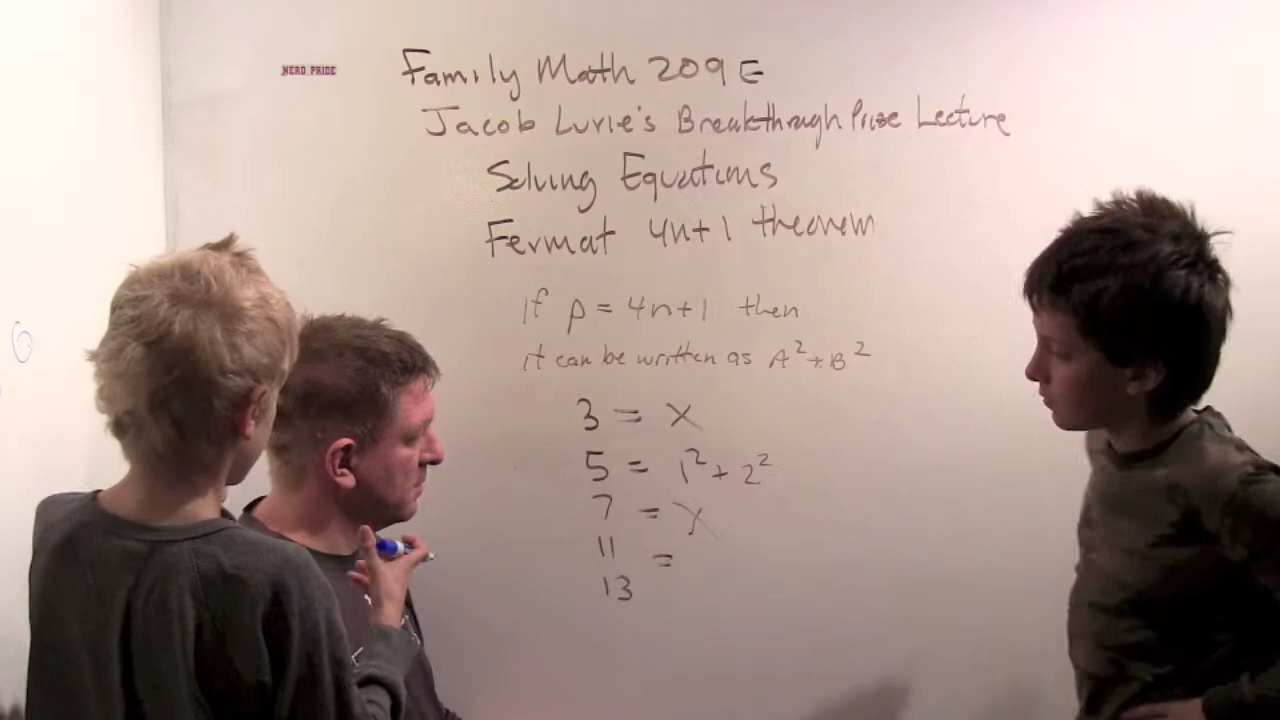 NERD PRIDE
Family Math 209 E
Jacob Lurie's Breakthrough Prize Lecture
Solving Equations
Fermat 4n+1 theorem
If p = 4n+1 then
it can be written as A²+B²
3 = X
5 = 1² + 2²
7 = X
11 =
13
6